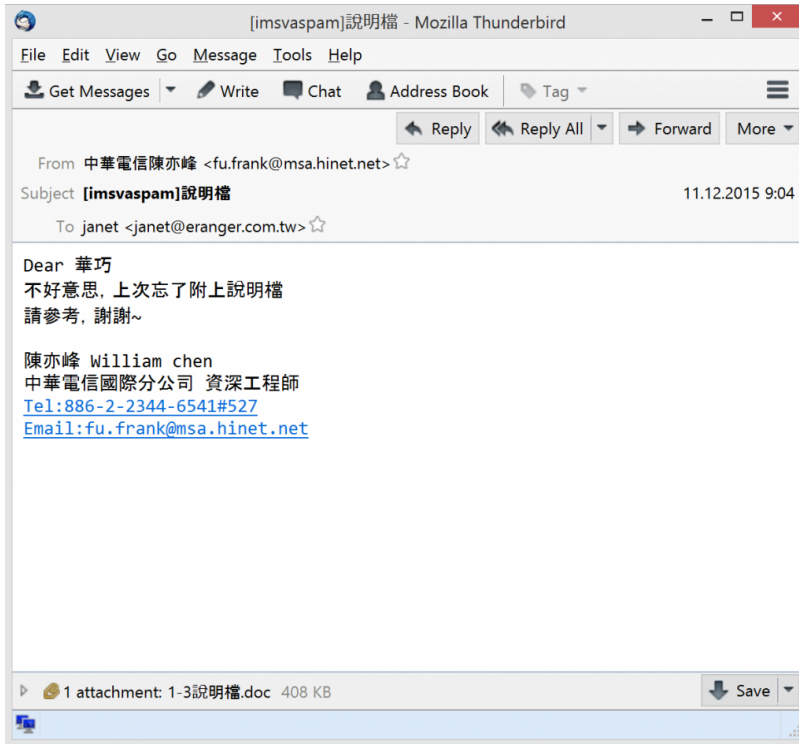 [imsvaspam]說明檔 - Mozilla Thunderbird
File Edit View Go Message Tools Help
Get Messages Write Chat Address Book Tag
Reply Reply All Forward More
From 中華電信陳亦峰 <fu.frank@msa.hinet.net>
Subject [imsvaspam]說明檔 11.12.2015 9:04
To janet <janet@eranger.com.tw>
Dear 華巧
不好意思, 上次忘了附上說明檔
請參考, 謝謝~
陳亦峰 William chen
中華電信國際分公司 資深工程師
Tel:886-2-2344-6541#527
Email:fu.frank@msa.hinet.net
1 attachment: 1-3說明檔.doc 408 KB Save